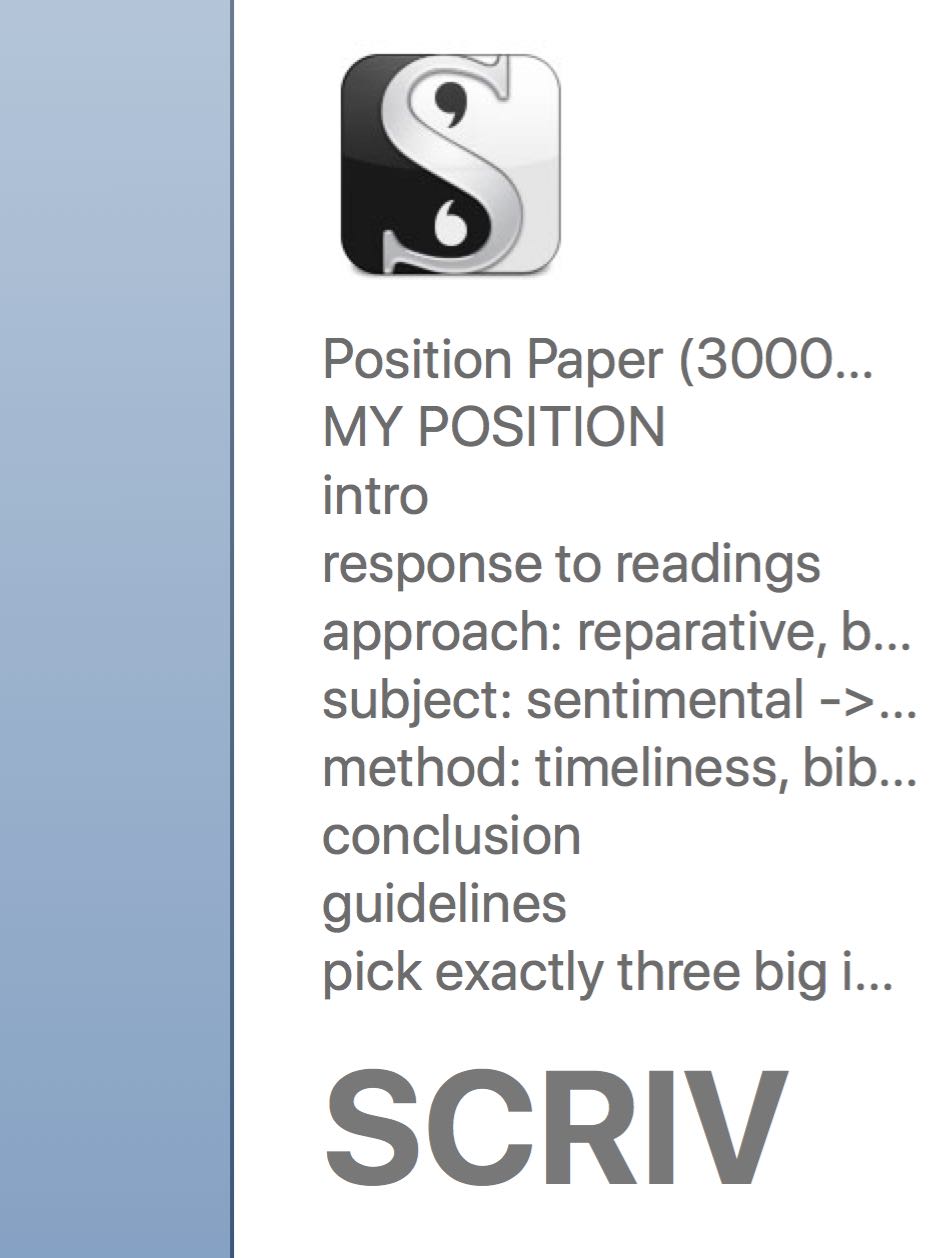 Position Paper (3000...
MY POSITION
intro
response to readings
approach: reparative, b...
subject: sentimental ->...
method: timeliness, bib...
conclusion
guidelines
pick exactly three big i...
SCRIV